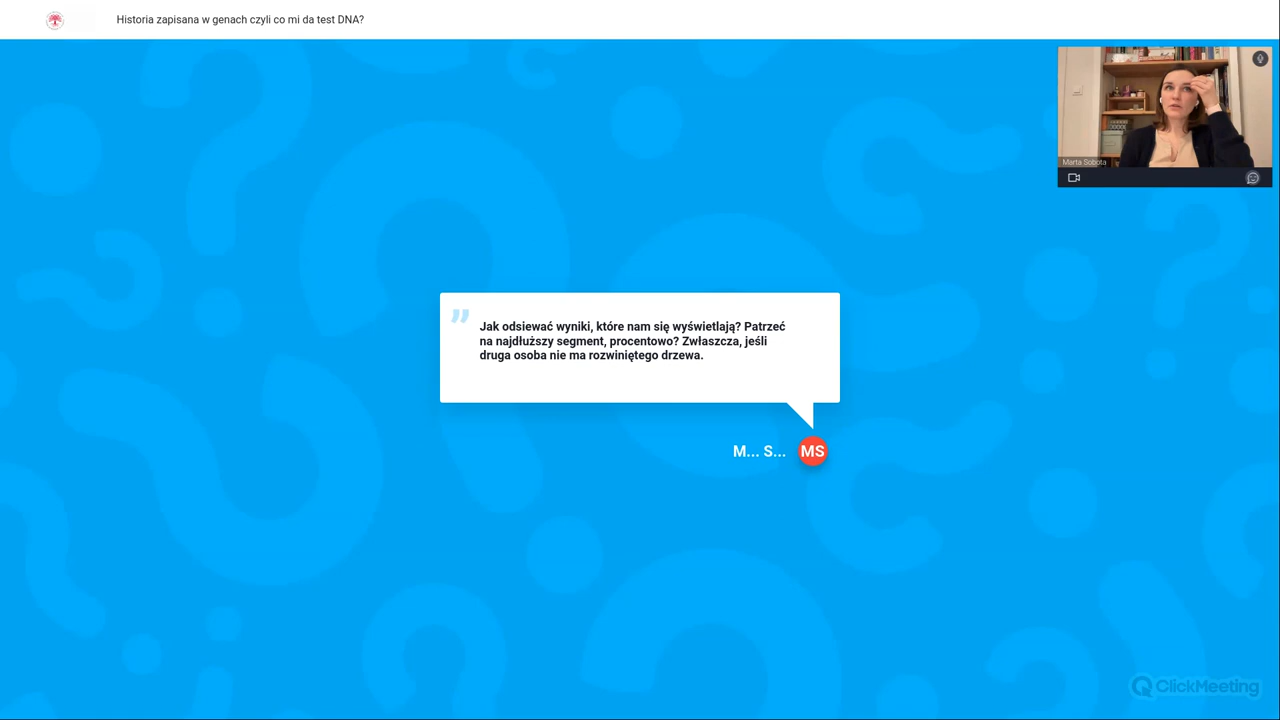 Historia zapisana w genach czyli co mi da test DNA?
Marta Sobota
Jak odsiewać wyniki, które nam się wyświetlają? Patrzeć
na najdłuższy segment, procentowo? Zwłaszcza, jeśli
druga osoba nie ma rozwiniętego drzewa.
M... S... MS
ClickMeeting